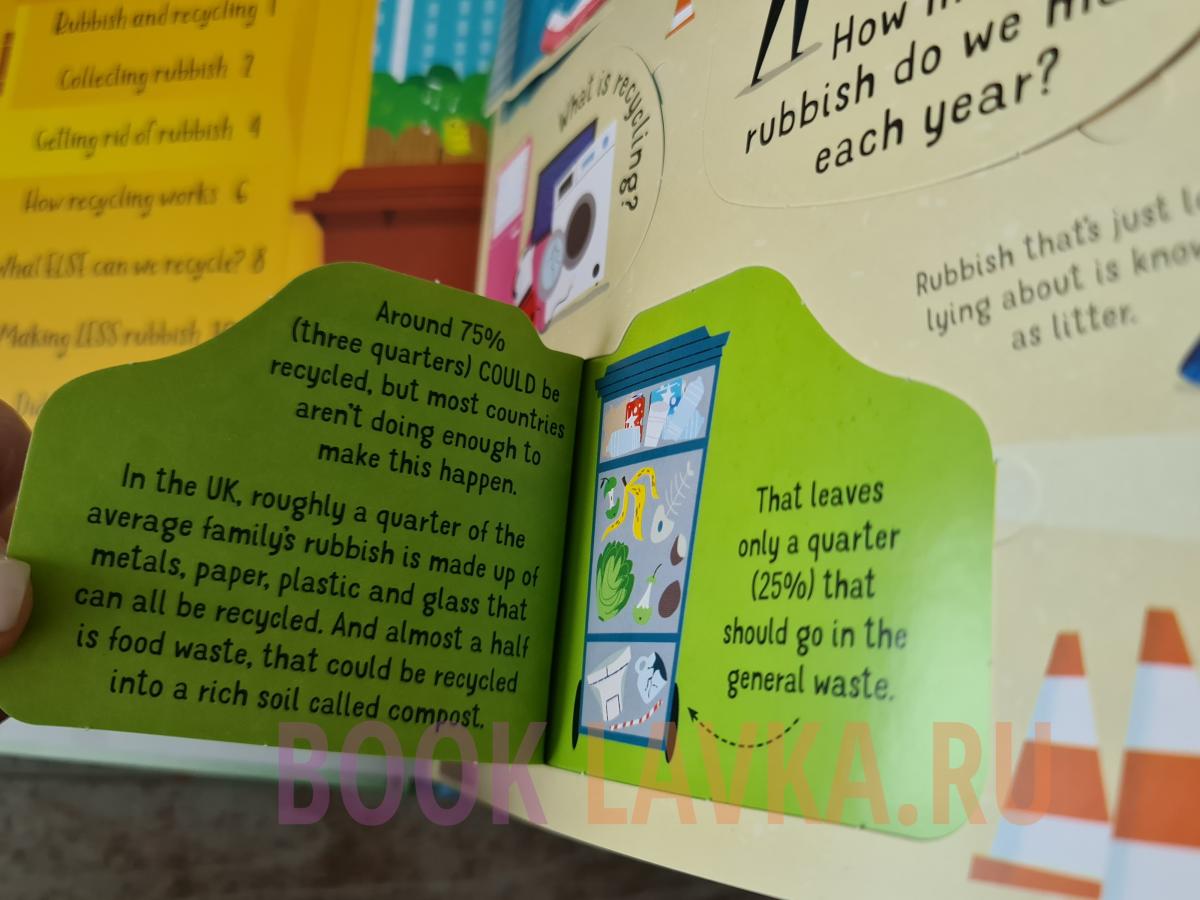 Rubbish and recycling 1
Collecting rubbish 2
Getting rid of rubbish 4
How recycling works 6
What ELSE can we recycle? 8
Making LESS rubbish
What is recycling?
How
rubbish do we
each year?
Rubbish that's just
lying about is
as litter.
Around 75%
(three quarters) COULD be
recycled, but most countries
aren't doing enough to
make this happen.
In the UK, roughly a quarter of the
average family's rubbish is made up of
metals, paper, plastic and glass that
can all be recycled. And almost a half
is food waste, that could be recycled
into a rich soil called compost.
That leaves
only a quarter
(25%) that
should go in the
general waste.
BOOK LAVKA.RU